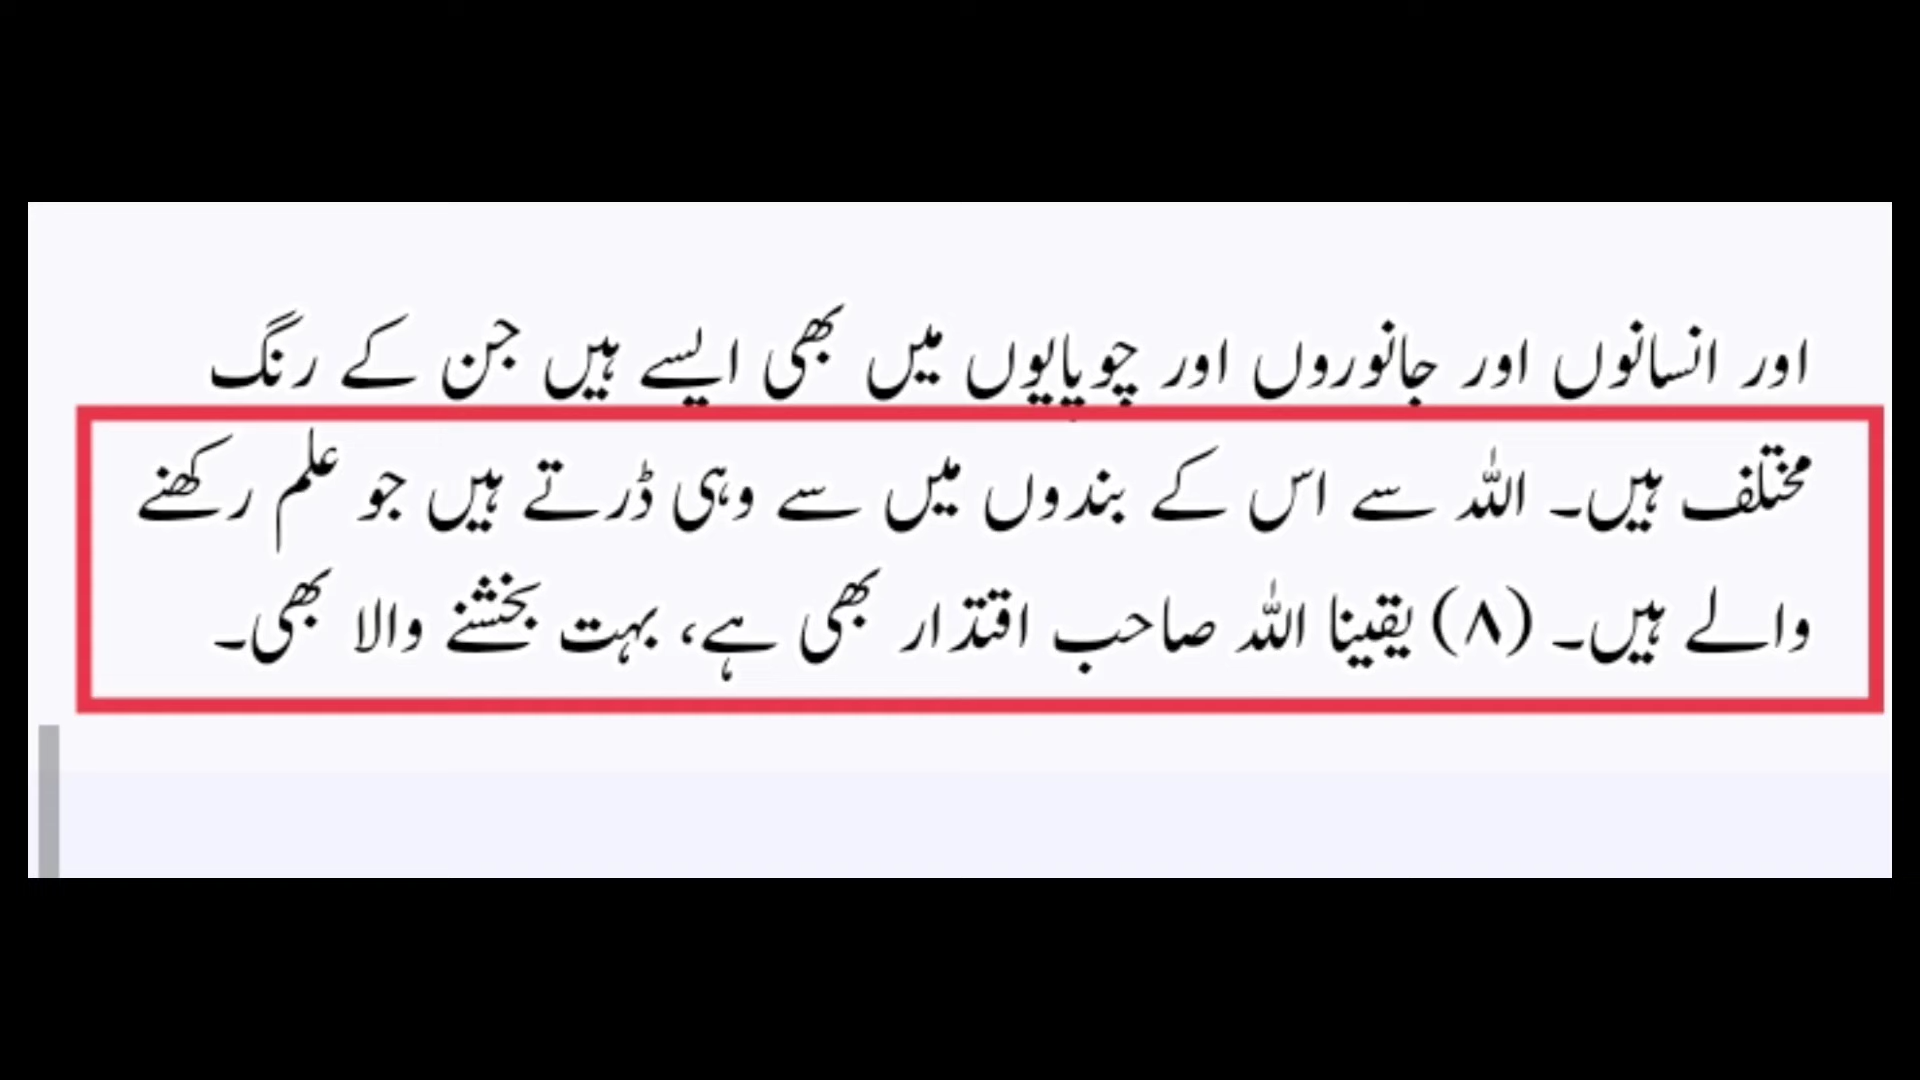 اور انسانوں اور جانوروں اور چوپایوں میں بھی ایسے ہیں جن کے رنگ
مختلف ہیں۔ اللہ سے اس کے بندوں میں سے وہی ڈرتے ہیں جو علم رکھنے
والے ہیں۔ (۸) یقینا اللہ صاحب اقتدار بھی ہے، بہت بخشنے والا بھی۔